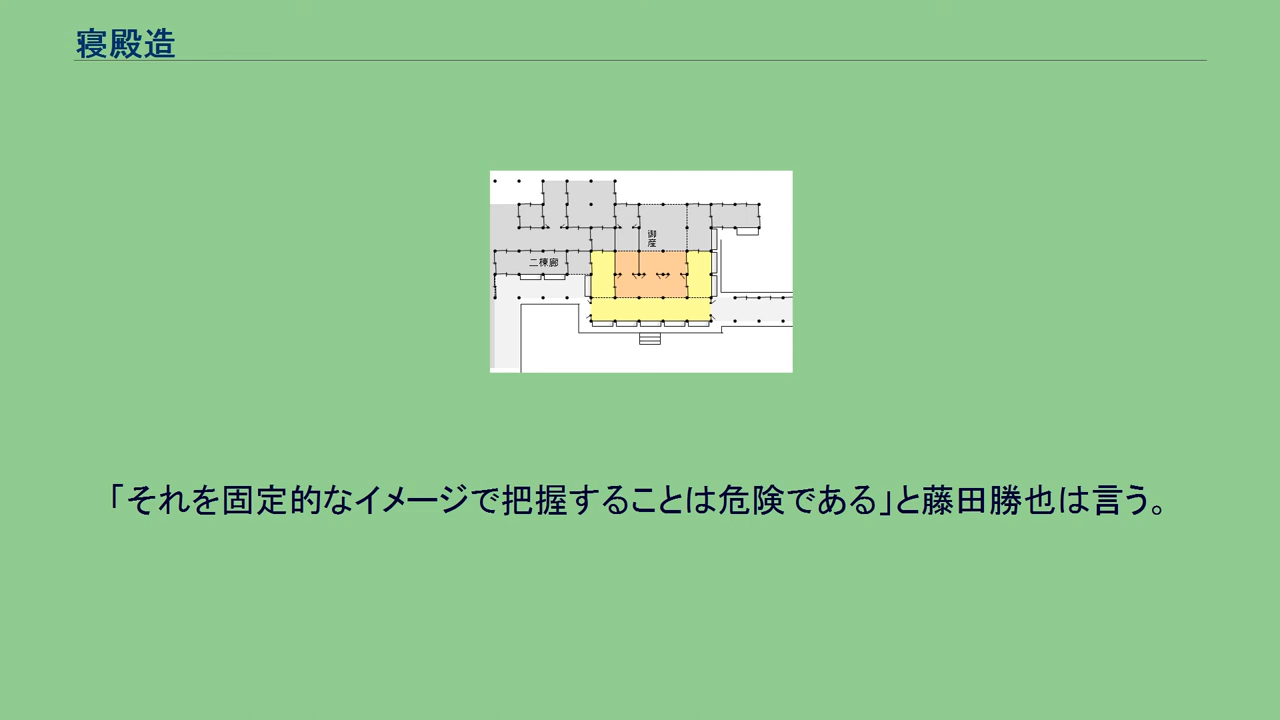 寝殿造
御産
二棟廊
「それを固定的なイメージで把握することは危険である」と藤田勝也は言う。